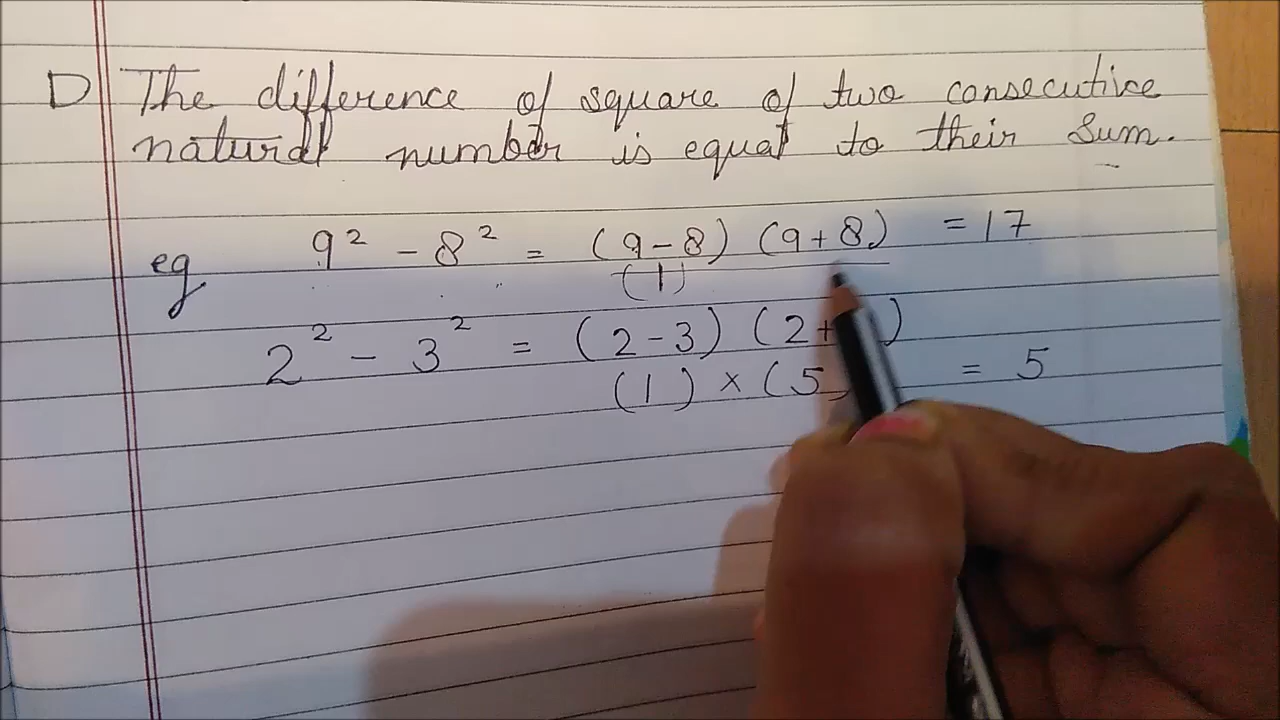 D The difference of square of two consecutive
natural number is equal to their sum.
eg 9² - 8² = (9-8) (9+8) = 17
(1)
2² - 3² = (2-3) (2+ )
(1) × (5) = 5